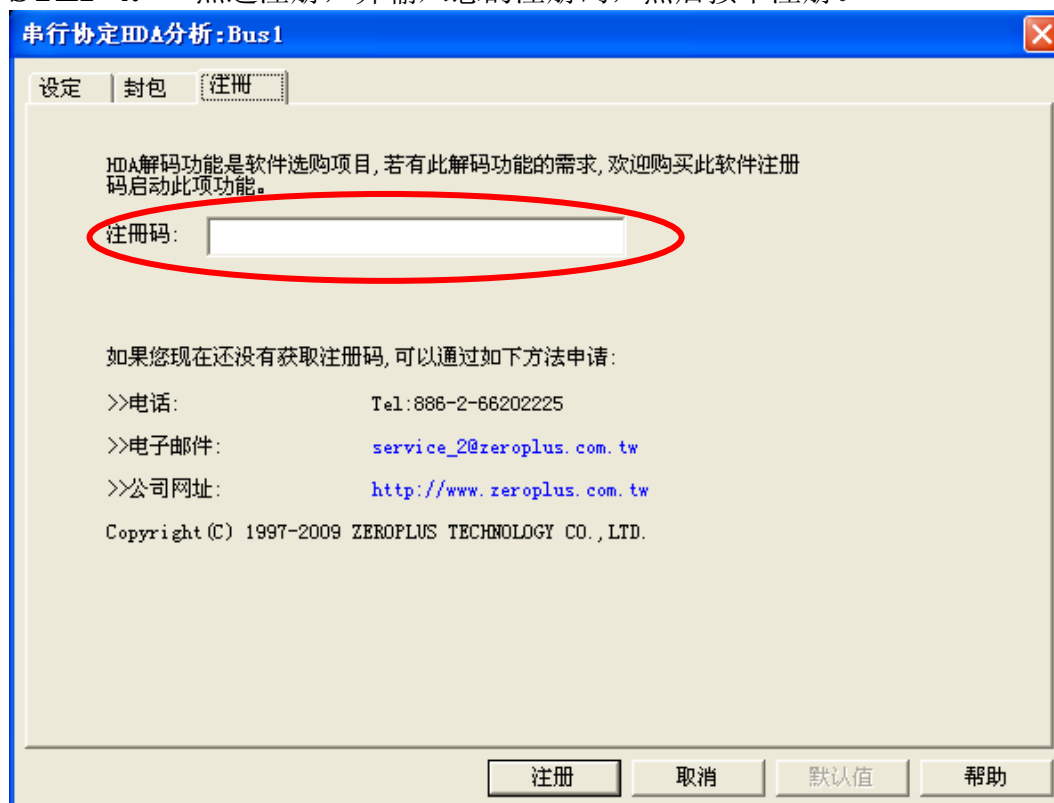 串行协定HDA分析:Bus1
设定 封包 注册
HDA解码功能是软件选购项目,若有此解码功能的需求,欢迎购买此软件注册
码启动此项功能。
注册码:
如果您现在还没有获取注册码,可以通过如下方法申请:
>>电话: Tel:886-2-66202225
>>电子邮件: service_2@zeroplus.com.tw
>>公司网址: http://www.zeroplus.com.tw
Copyright(C) 1997-2009 ZEROPLUS TECHNOLOGY CO.,LTD.
注册 取消 默认值 帮助